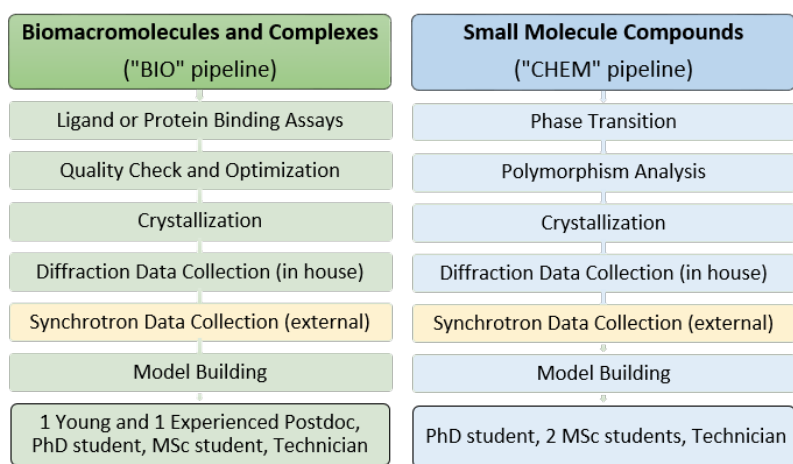 Biomacromolecules and Complexes
("BIO" pipeline)
Ligand or Protein Binding Assays
Quality Check and Optimization
Crystallization
Diffraction Data Collection (in house)
Synchrotron Data Collection (external)
Model Building
1 Young and 1 Experienced Postdoc,
PhD student, MSc student, Technician
Small Molecule Compounds
("CHEM" pipeline)
Phase Transition
Polymorphism Analysis
Crystallization
Diffraction Data Collection (in house)
Synchrotron Data Collection (external)
Model Building
PhD student, 2 MSc students, Technician